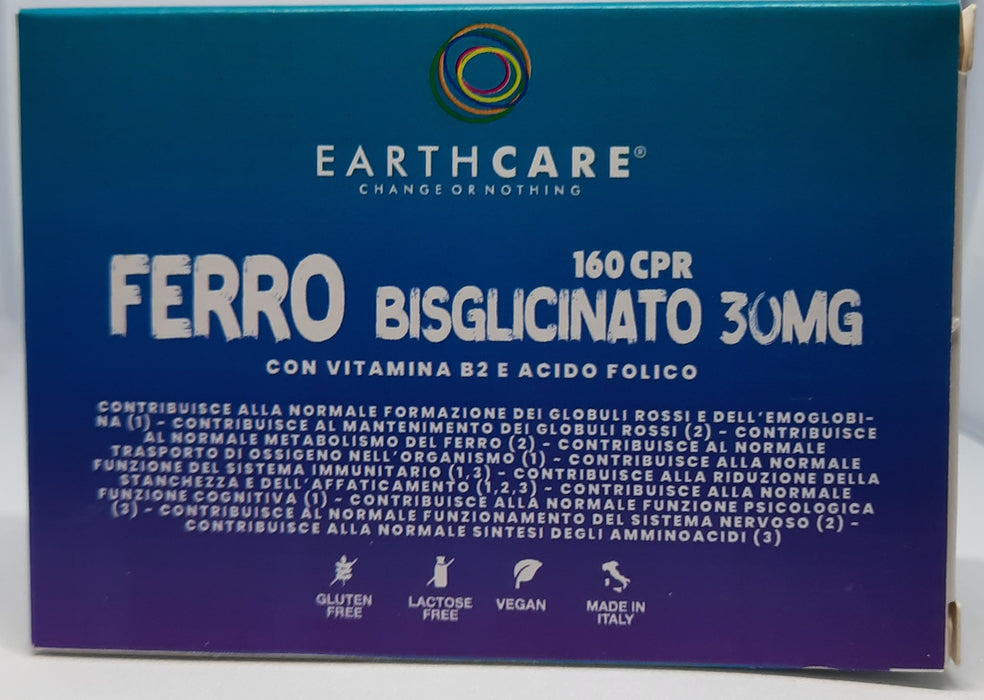 EARTHCARE®
CHANGE OR NOTHING
160 CPR
FERRO BISGLICINATO 30MG
CON VITAMINA B2 E ACIDO FOLICO
CONTRIBUISCE ALLA NORMALE FORMAZIONE DEI GLOBULI ROSSI E DELL'EMOGLOBI-
NA (1) - CONTRIBUISCE AL MANTENIMENTO DEI GLOBULI ROSSI (2) - CONTRIBUISCE
AL NORMALE METABOLISMO DEL FERRO (2) - CONTRIBUISCE AL NORMALE
TRASPORTO DI OSSIGENO NELL'ORGANISMO (1) - CONTRIBUISCE ALLA NORMALE
FUNZIONE DEL SISTEMA IMMUNITARIO (1,3) - CONTRIBUISCE ALLA RIDUZIONE DELLA
STANCHEZZA E DELL'AFFATICAMENTO (1,2,3) - CONTRIBUISCE ALLA NORMALE
FUNZIONE COGNITIVA (1) - CONTRIBUISCE ALLA NORMALE FUNZIONE PSICOLOGICA
(3) - CONTRIBUISCE AL NORMALE FUNZIONAMENTO DEL SISTEMA NERVOSO (2) -
CONTRIBUISCE ALLA NORMALE SINTESI DEGLI AMMINOACIDI (3)
GLUTEN
FREE
LACTOSE
FREE
VEGAN
MADE IN
ITALY